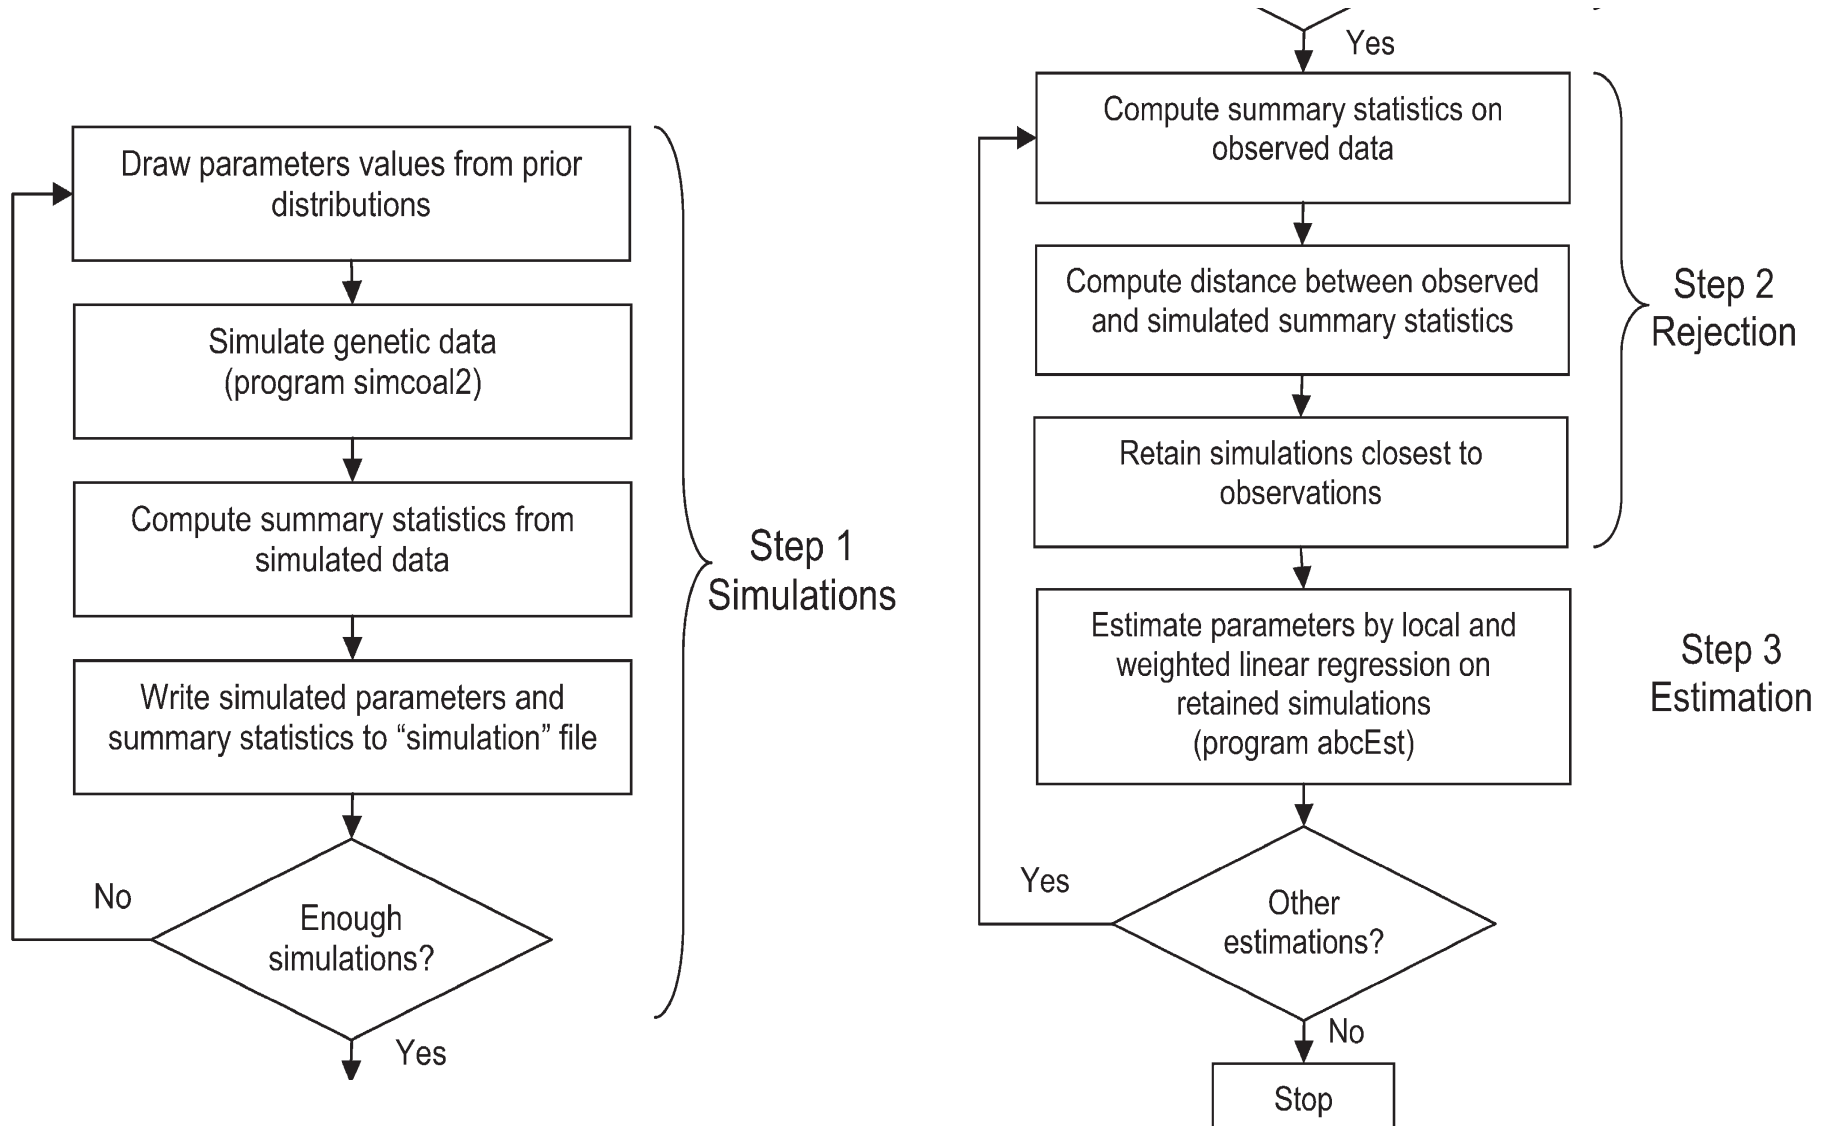 Draw parameters values from prior
distributions
Simulate genetic data
(program simcoal2)
Compute summary statistics from
simulated data
Write simulated parameters and
summary statistics to “simulation” file
No
Enough
simulations?
Yes
Step 1
Simulations
Yes
Compute summary statistics on
observed data
Compute distance between observed
and simulated summary statistics
Retain simulations closest to
observations
Step 2
Rejection
Estimate parameters by local and
weighted linear regression on
retained simulations
(program abcEst)
Step 3
Estimation
Yes
Other
estimations?
No
Stop